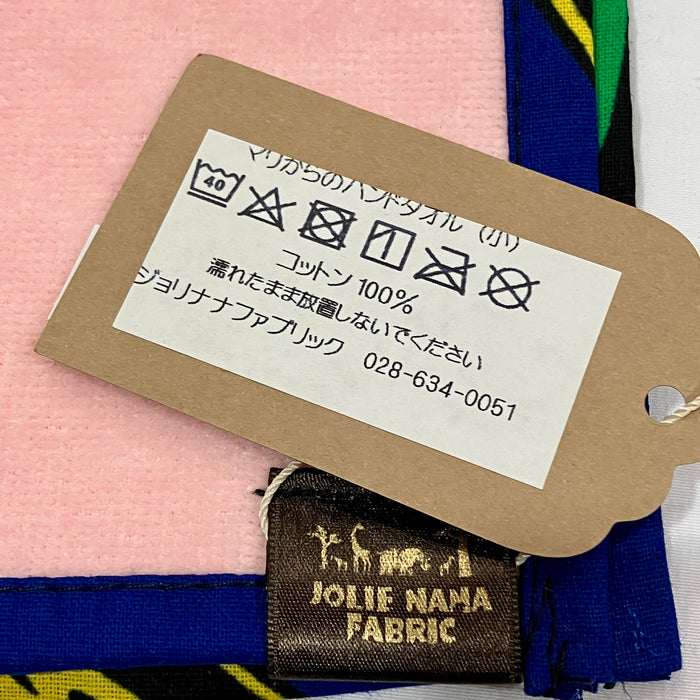 マリからのハンドタオル（小）
40
コットン 100%
濡れたまま放置しないでください
ジョリナナファブリック 028-634-0051
JOLIE NAMA
FABRIC